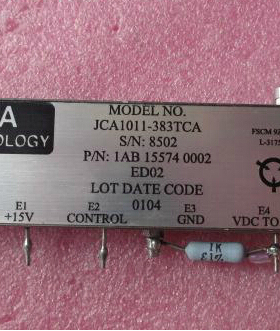 A
OLOGY
MODEL NO.
JCA1011-383TCA
S/N: 8502
P/N: 1AB 15574 0002
ED02
LOT DATE CODE
0104
L-3175
E1
+15V
E2
CONTROL
E3
GND
E4
VDC TO
1K